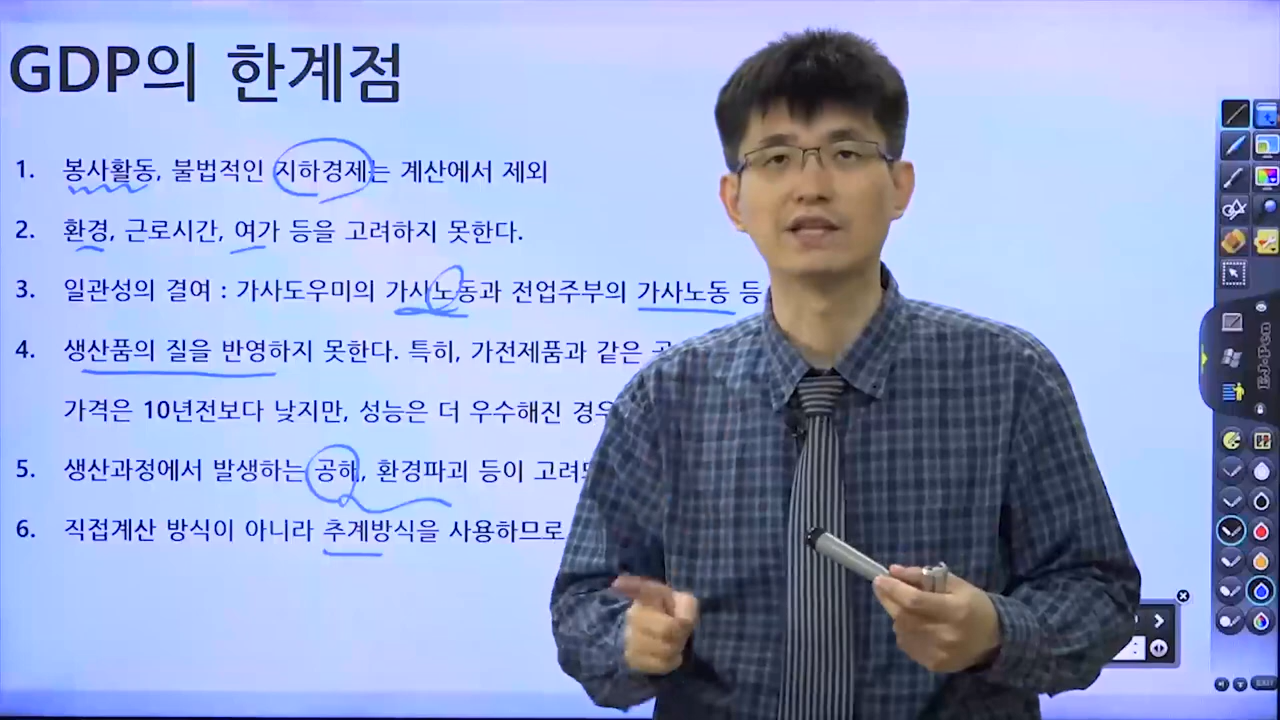 GDP의 한계점
1. 봉사활동, 불법적인 지하경제는 계산에서 제외
2. 환경, 근로시간, 여가 등을 고려하지 못한다.
3. 일관성의 결여 : 가사도우미의 가사노동과 전업주부의 가사노동 등
4. 생산품의 질을 반영하지 못한다. 특히, 가전제품과 같은
가격은 10년전보다 낮지만, 성능은 더 우수해진 경우
5. 생산과정에서 발생하는 공해, 환경파괴 등이
6. 직접계산 방식이 아니라 추계방식을 사용하므로
EZ-Pen
EXIT